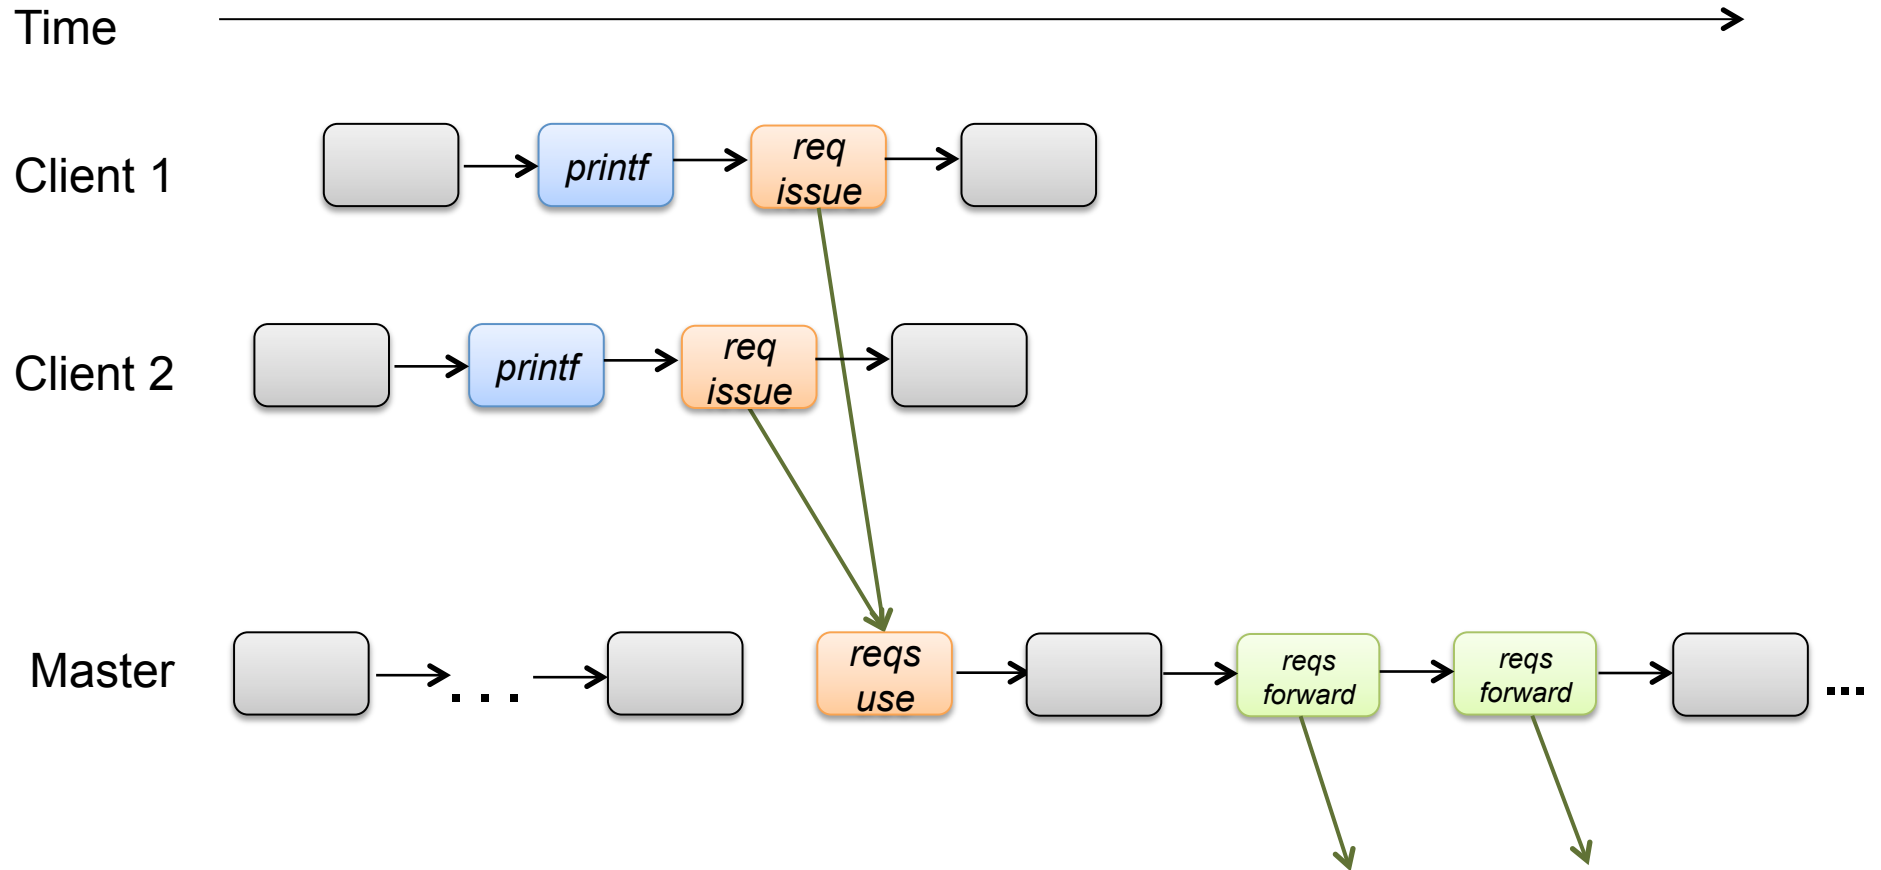 Time
Client 1
printf
req
issue
Client 2
printf
req
issue
Master
. . .
reqs
use
reqs
forward
reqs
forward
...